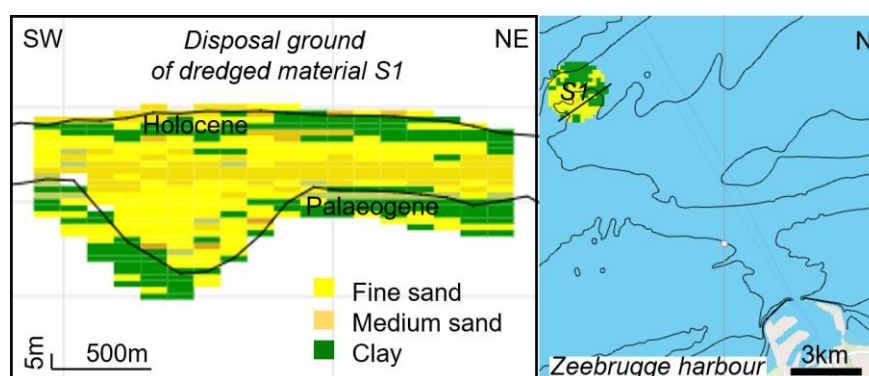 SW
Disposal ground
of dredged material S1
NE
Holocene
Palaeogene
Fine sand
Medium sand
Clay
5m
500m
N
S1
Zeebrugge harbour
3km